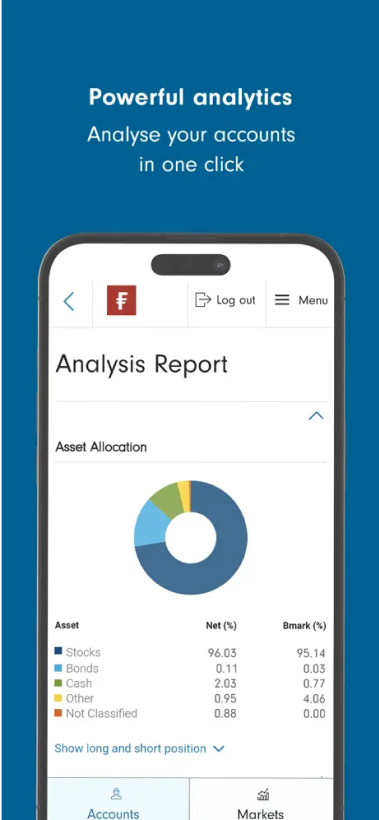 Powerful analytics
Analyse your accounts
in one click
Log out
Menu
Analysis Report
Asset Allocation
Asset Net (%) Bmark (%)
Stocks 96.03 95.14
Bonds 0.11 0.03
Cash 2.03 0.77
Other 0.95 4.06
Not Classified 0.88 0.00
Show long and short position
Accounts
Markets